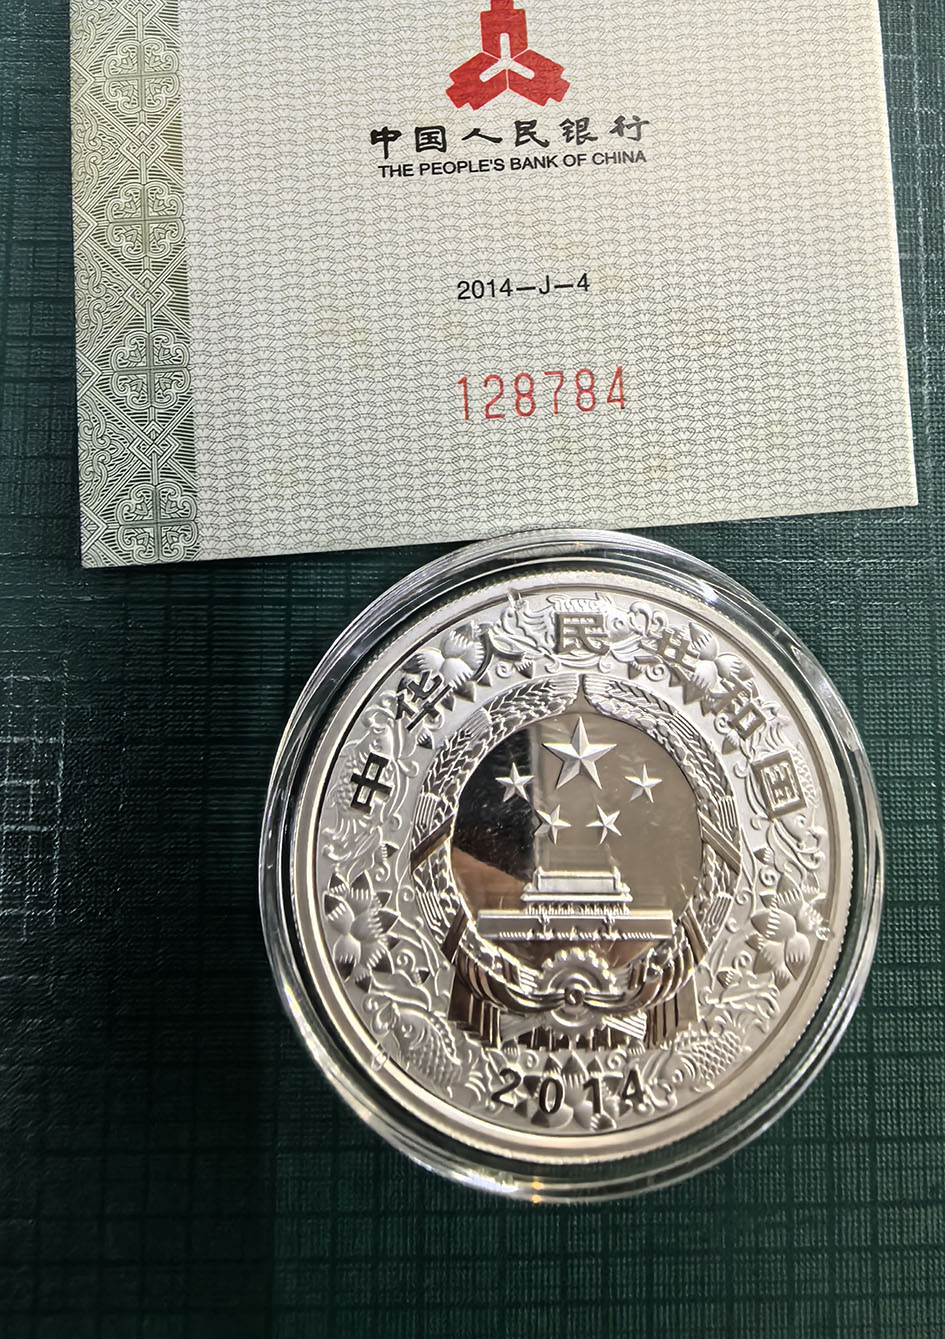 中国人民银行
THE PEOPLE'S BANK OF CHINA
2014—J—4
128784
中华人民共和国
2014